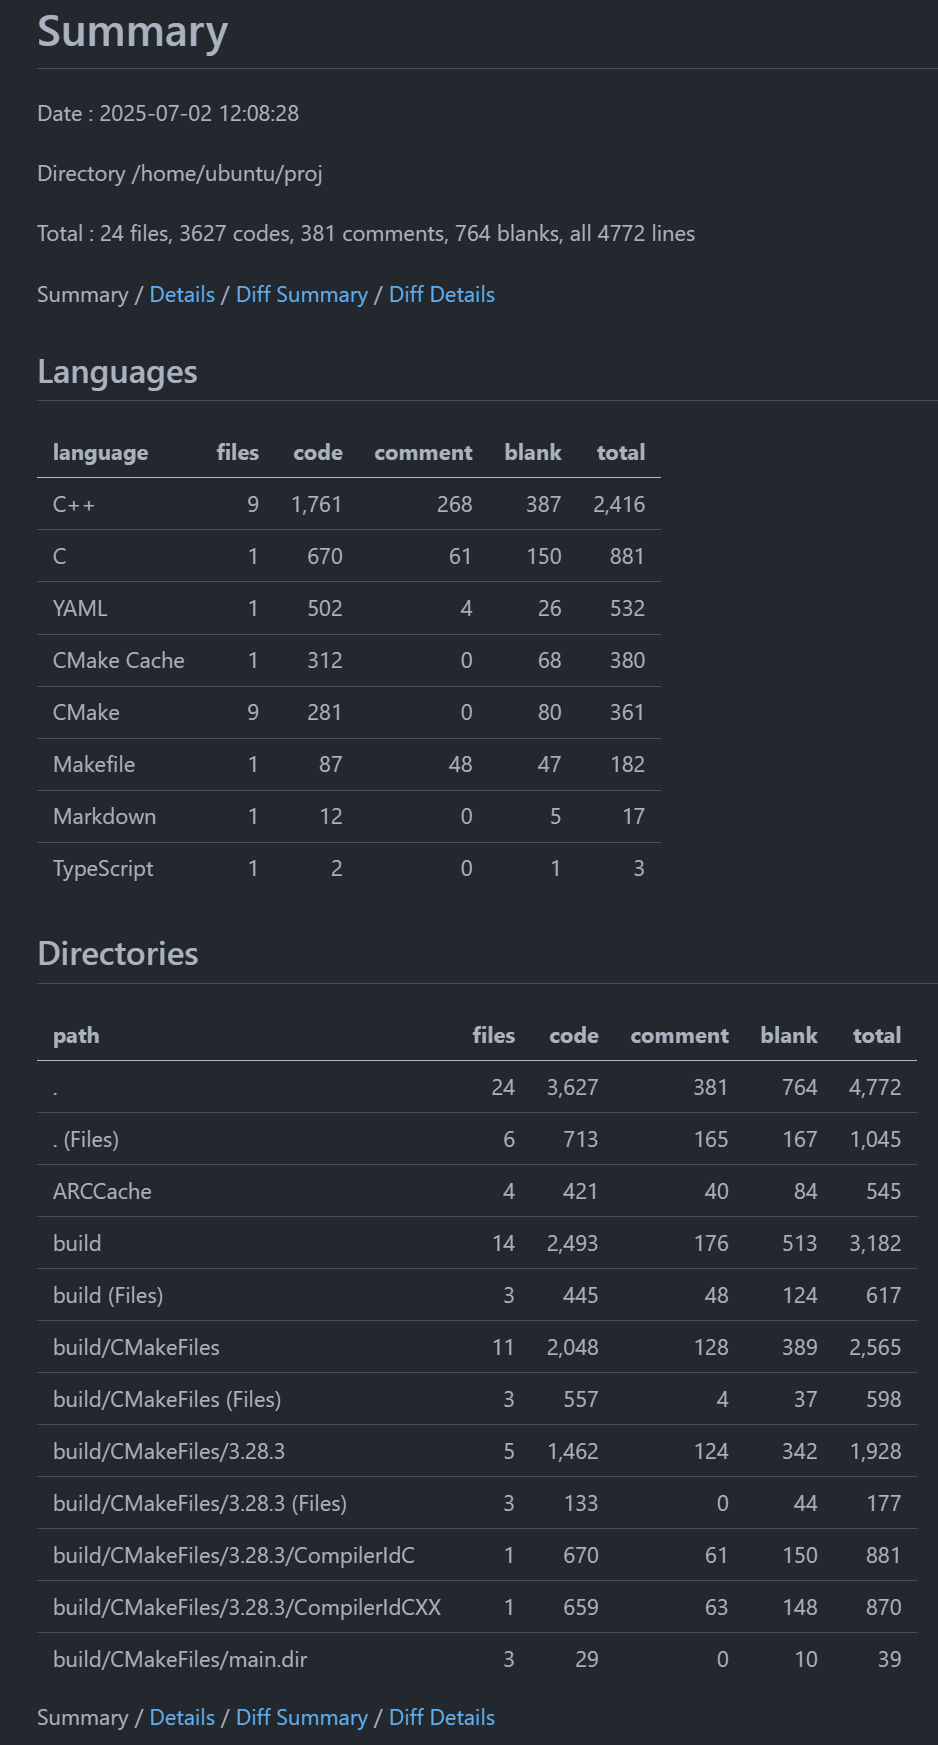 Summary
Date : 2025-07-02 12:08:28
Directory /home/ubuntu/proj
Total : 24 files, 3627 codes, 381 comments, 764 blanks, all 4772 lines
Summary / Details / Diff Summary / Diff Details
Languages
language files code comment blank total
C++ 9 1,761 268 387 2,416
C 1 670 61 150 881
YAML 1 502 4 26 532
CMake Cache 1 312 0 68 380
CMake 9 281 0 80 361
Makefile 1 87 48 47 182
Markdown 1 12 0 5 17
TypeScript 1 2 0 1 3
Directories
path files code comment blank total
. 24 3,627 381 764 4,772
. (Files) 6 713 165 167 1,045
ARCCache 4 421 40 84 545
build 14 2,493 176 513 3,182
build (Files) 3 445 48 124 617
build/CMakeFiles 11 2,048 128 389 2,565
build/CMakeFiles (Files) 3 557 4 37 598
build/CMakeFiles/3.28.3 5 1,462 124 342 1,928
build/CMakeFiles/3.28.3 (Files) 3 133 0 44 177
build/CMakeFiles/3.28.3/CompilerIdC 1 670 61 150 881
build/CMakeFiles/3.28.3/CompilerIdCXX 1 659 63 148 870
build/CMakeFiles/main.dir 3 29 0 10 39
Summary / Details / Diff Summary / Diff Details